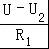 U − U₂
R₁